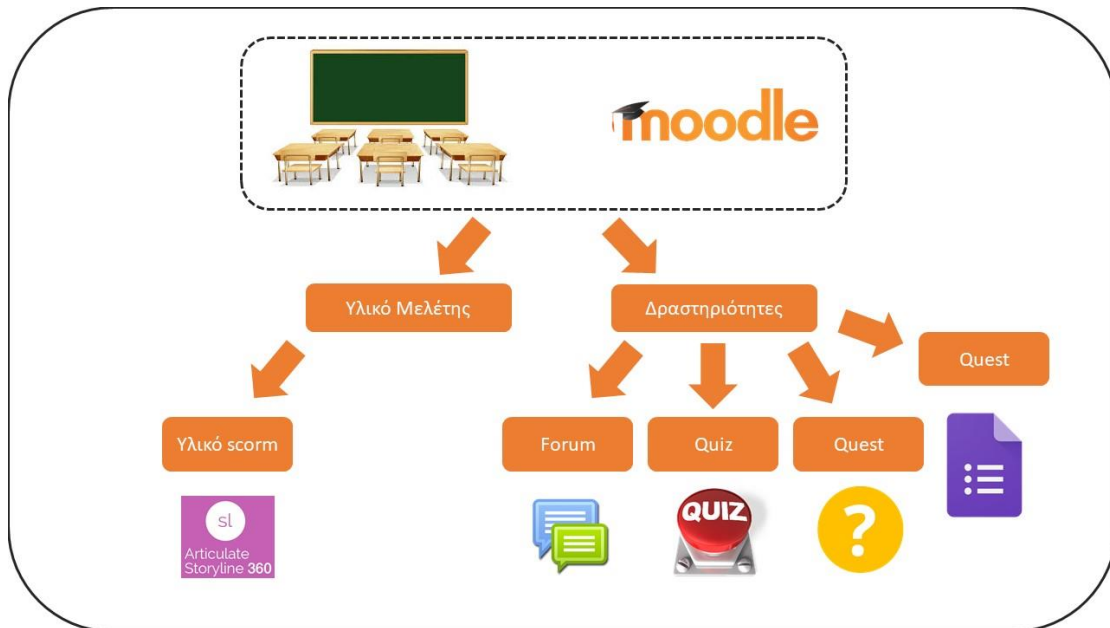 moodle
Υλικό Μελέτης
Δραστηριότητες
Quest
Υλικό scorm
Forum
Quiz
Quest
sl
Articulate
Storyline 360
QUIZ
?